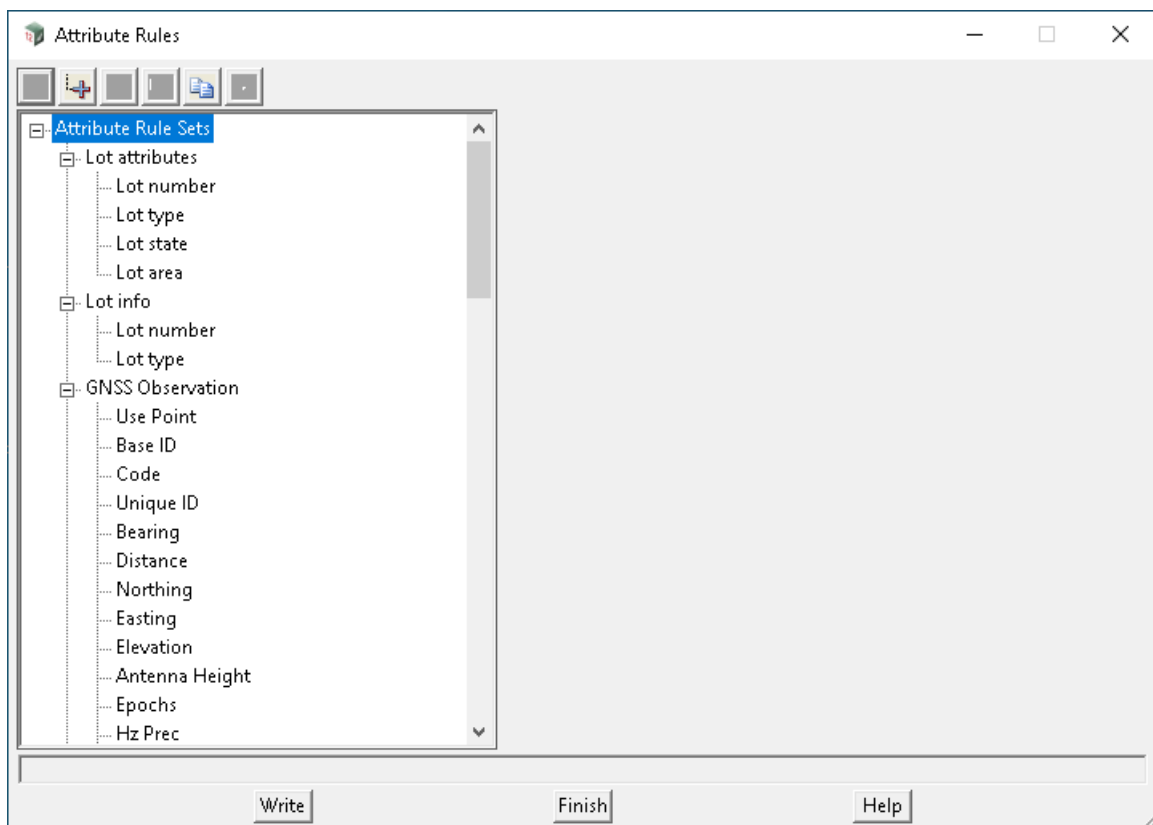 Attribute Rules
Attribute Rule Sets
Lot attributes
Lot number
Lot type
Lot state
Lot area
Lot info
Lot number
Lot type
GNSS Observation
Use Point
Base ID
Code
Unique ID
Bearing
Distance
Northing
Easting
Elevation
Antenna Height
Epochs
Hz Prec
Write Finish Help